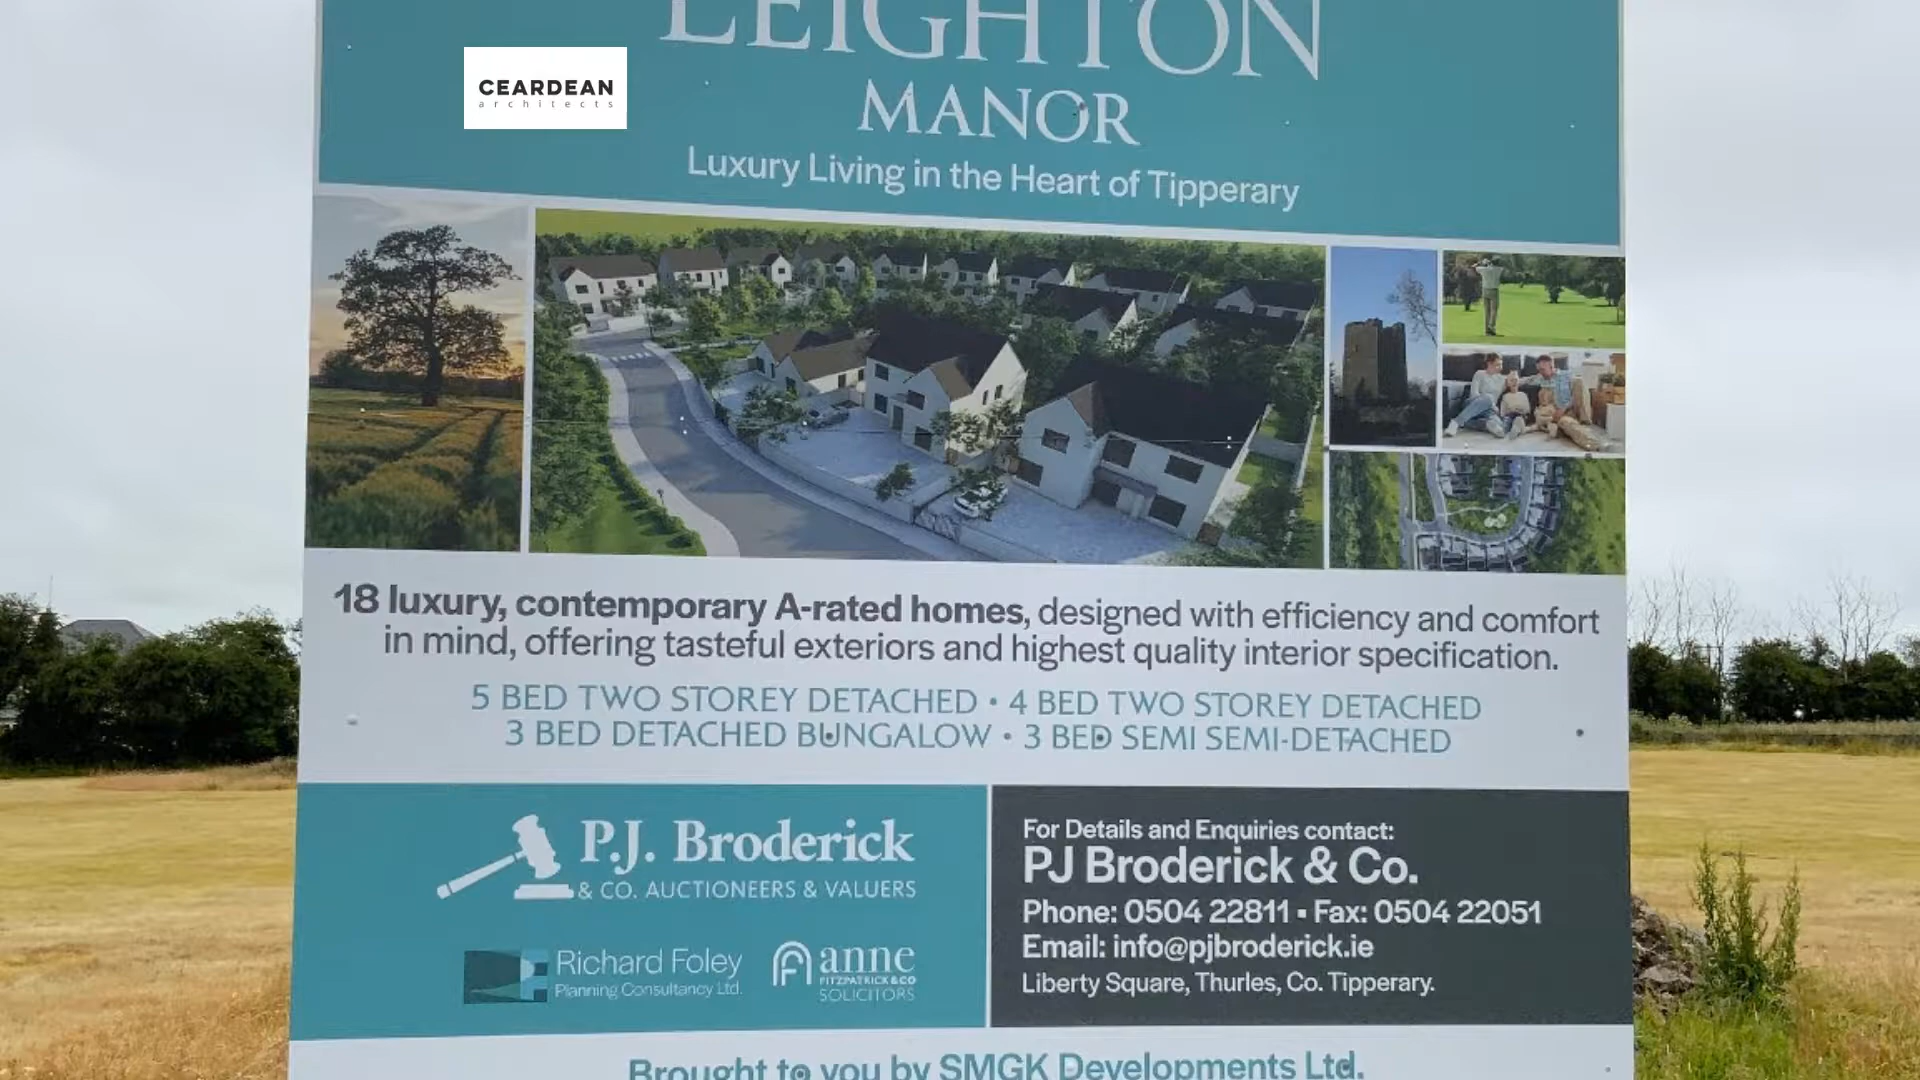 LEIGHTON
MANOR
CEARDEAN
architects
Luxury Living in the Heart of Tipperary
18 luxury, contemporary A-rated homes, designed with efficiency and comfort
in mind, offering tasteful exteriors and highest quality interior specification.
5 BED TWO STOREY DETACHED • 4 BED TWO STOREY DETACHED
3 BED DETACHED BUNGALOW • 3 BED SEMI SEMI-DETACHED
P.J. Broderick
& CO. AUCTIONEERS & VALUERS
Richard Foley
Planning Consultancy Ltd.
anne
FITZPATRICK & CO
SOLICITORS
For Details and Enquiries contact:
PJ Broderick & Co.
Phone: 0504 22811 ▪ Fax: 0504 22051
Email: info@pjbroderick.ie
Liberty Square, Thurles, Co. Tipperary.
Brought to you by SMGK Developments Ltd.